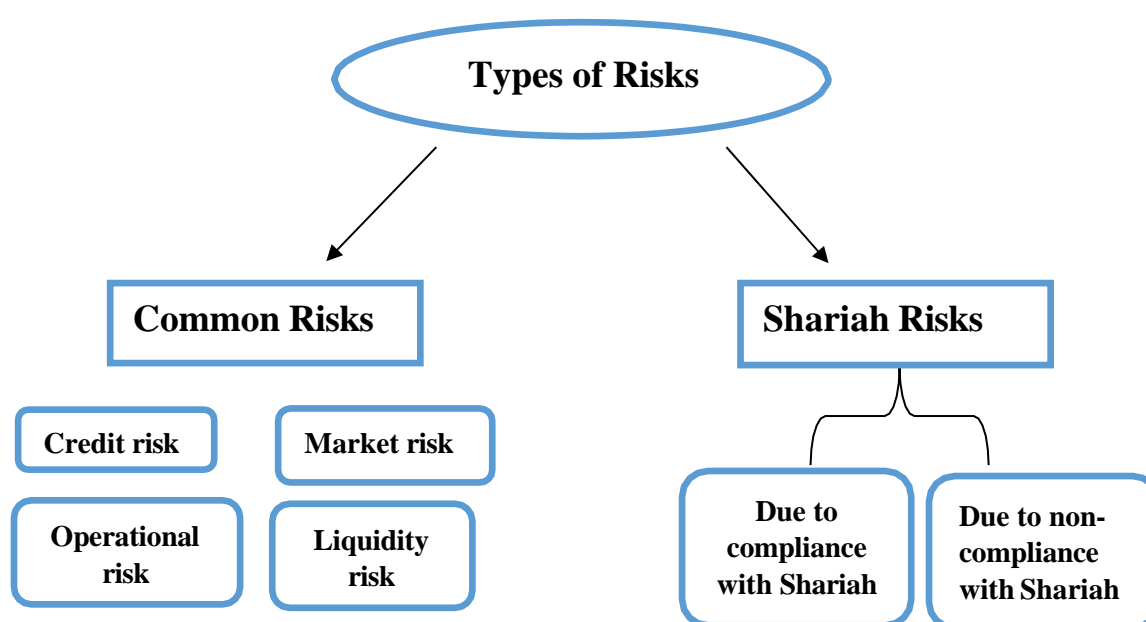 Types of Risks
Common Risks
Shariah Risks
Credit risk
Market risk
Operational
risk
Liquidity
risk
Due to
compliance
with Shariah
Due to non-
compliance
with Shariah